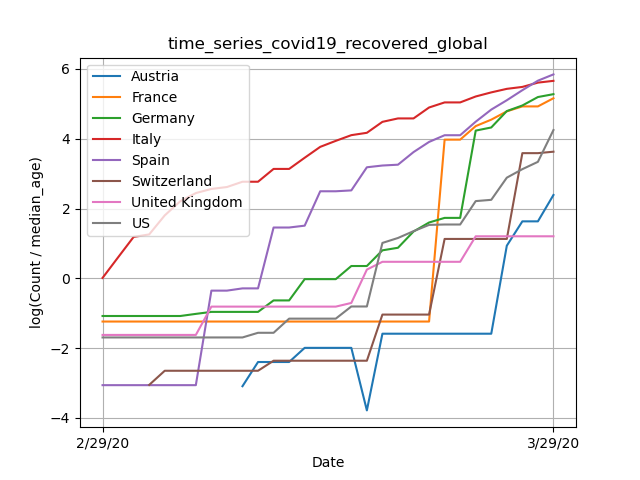 time_series_covid19_recovered_global
6
4
2
0
−2
−4
log(Count / median_age)
Austria
France
Germany
Italy
Spain
Switzerland
United Kingdom
US
2/29/20
3/29/20
Date